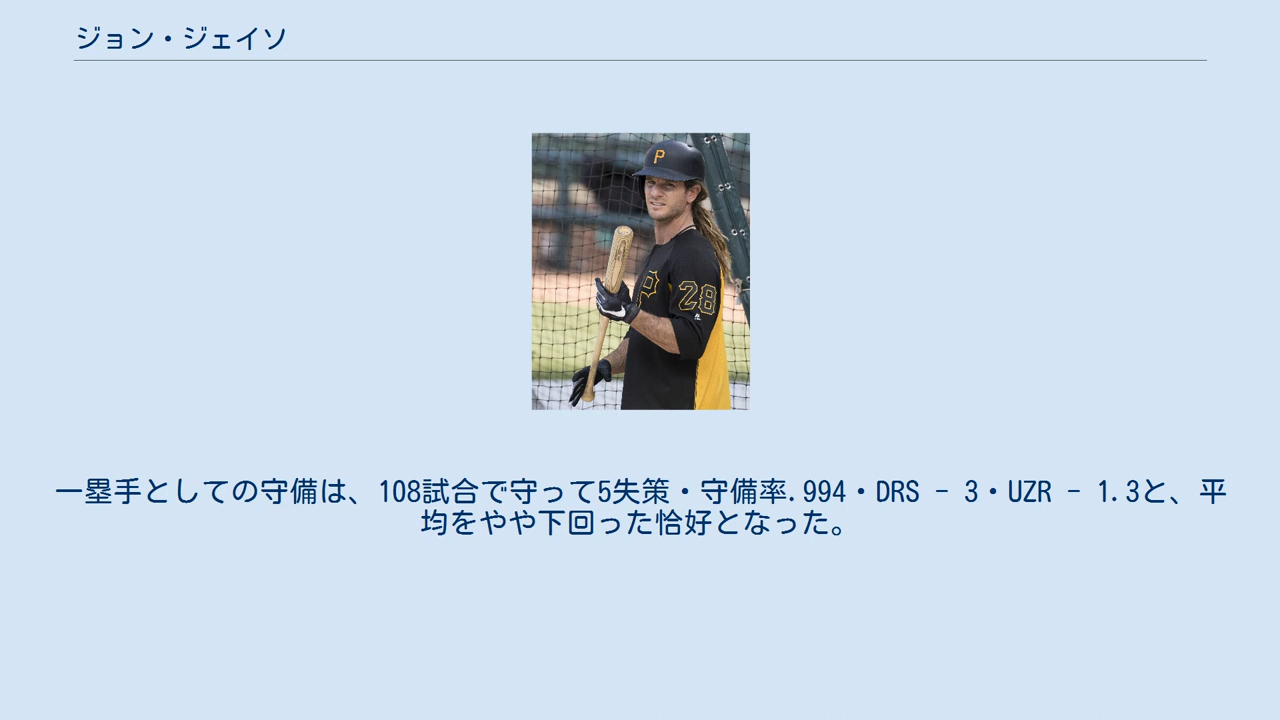 ジョン・ジェイソ
P
P
28
一塁手としての守備は、108試合で守って5失策・守備率.994・DRS - 3・UZR - 1.3と、平
均をやや下回った恰好となった。